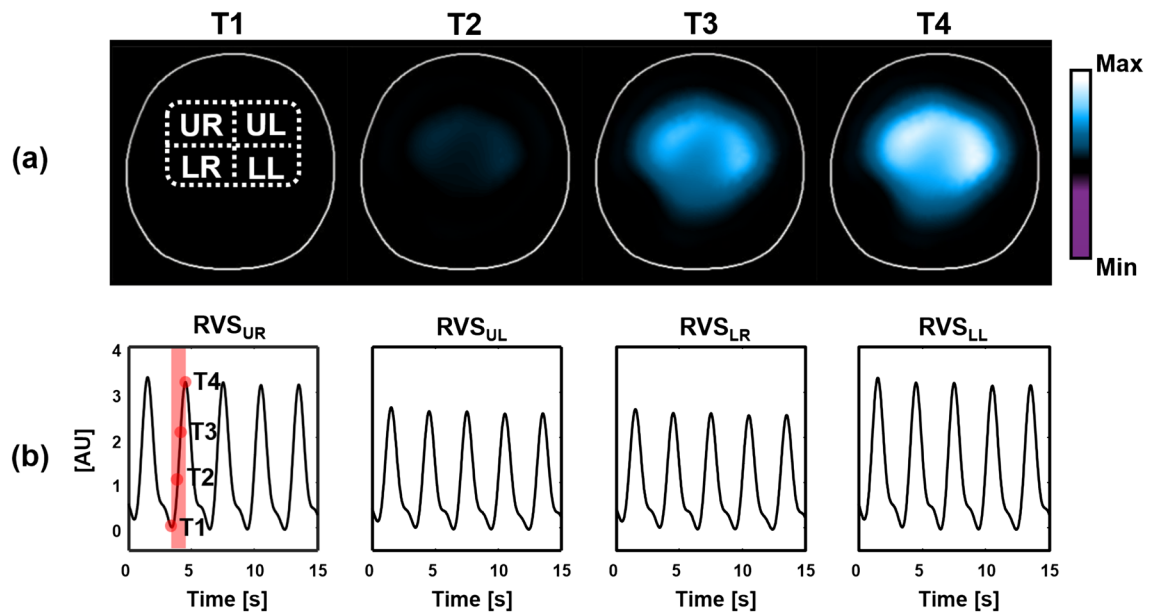 T1 T2 T3 T4
(a)
UR UL
LR LL
Max
Min
RVS_UR RVS_UL RVS_LR RVS_LL
(b)
[AU]
4
3
2
1
0
T4
T3
T2
T1
0 5 10 15 0 5 10 15 0 5 10 15 0 5 10 15
Time [s] Time [s] Time [s] Time [s]